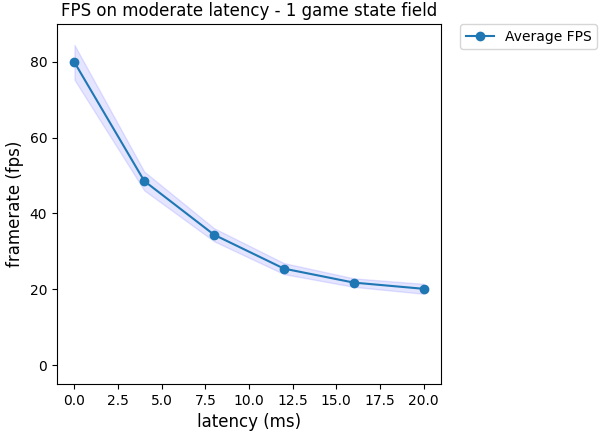 FPS on moderate latency - 1 game state field
Average FPS
framerate (fps)
80
60
40
20
0
0.0 2.5 5.0 7.5 10.0 12.5 15.0 17.5 20.0
latency (ms)